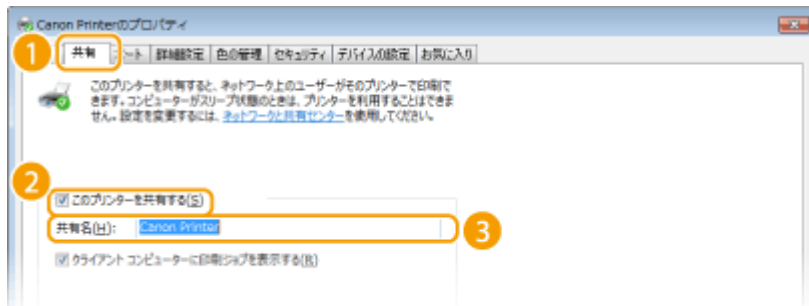 Canon Printerのプロパティ
1
共有
ート
詳細設定
色の管理
セキュリティ
デバイスの設定
お気に入り
このプリンターを共有すると、ネットワーク上のユーザーがそのプリンターで印刷で
きます。コンピューターがスリープ状態のときは、プリンターを利用することはできま
せん。設定を変更するには、ネットワークと共有センターを使用してください。
2
このプリンターを共有する(S)
共有名(H):
Canon Printer
3
クライアント コンピューターに印刷ジョブを表示する(R)